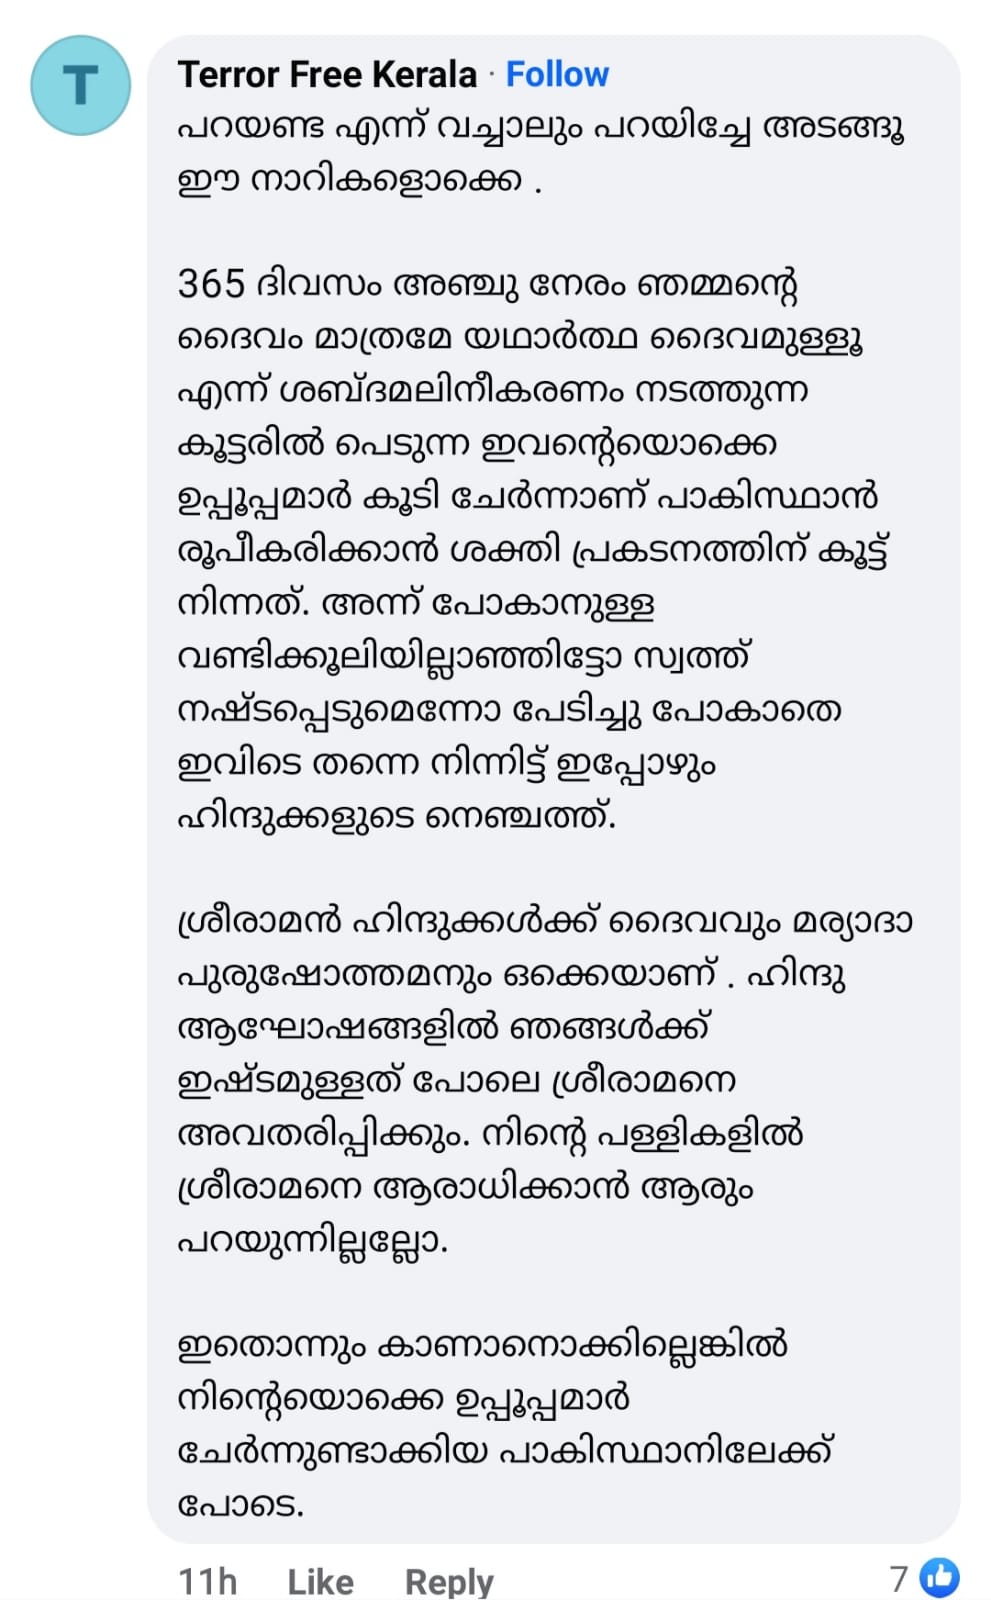 T
Terror Free Kerala · Follow
പറയണ്ട എന്ന് വച്ചാലും പറയിച്ചേ അടങ്ങൂ
ഈ നാറികളൊക്കെ .
365 ദിവസം അഞ്ചു നേരം ഞമ്മന്റെ
ദൈവം മാത്രമേ യഥാർത്ഥ ദൈവമുള്ളൂ
എന്ന് ശബ്ദമലിനീകരണം നടത്തുന്ന
കൂട്ടരിൽ പെടുന്ന ഇവന്റെയൊക്കെ
ഉപ്പൂപ്പമാർ കൂടി ചേർന്നാണ് പാകിസ്ഥാൻ
രൂപീകരിക്കാൻ ശക്തി പ്രകടനത്തിന് കൂട്ട്
നിന്നത്. അന്ന് പോകാനുള്ള
വണ്ടിക്കൂലിയില്ലാഞ്ഞിട്ടോ സ്വത്ത്
നഷ്ടപ്പെടുമെന്നോ പേടിച്ചു പോകാതെ
ഇവിടെ തന്നെ നിന്നിട്ട് ഇപ്പോഴും
ഹിന്ദുക്കളുടെ നെഞ്ചത്ത്.
ശ്രീരാമൻ ഹിന്ദുക്കൾക്ക് ദൈവവും മര്യാദാ
പുരുഷോത്തമനും ഒക്കെയാണ് . ഹിന്ദു
ആഘോഷങ്ങളിൽ ഞങ്ങൾക്ക്
ഇഷ്ടമുള്ളത് പോലെ ശ്രീരാമനെ
അവതരിപ്പിക്കും. നിന്റെ പള്ളികളിൽ
ശ്രീരാമനെ ആരാധിക്കാൻ ആരും
പറയുന്നില്ലല്ലോ.
ഇതൊന്നും കാണാനൊക്കില്ലെങ്കിൽ
നിന്റെയൊക്കെ ഉപ്പൂപ്പമാർ
ചേർന്നുണ്ടാക്കിയ പാകിസ്ഥാനിലേക്ക്
പോടെ.
11h Like Reply 7